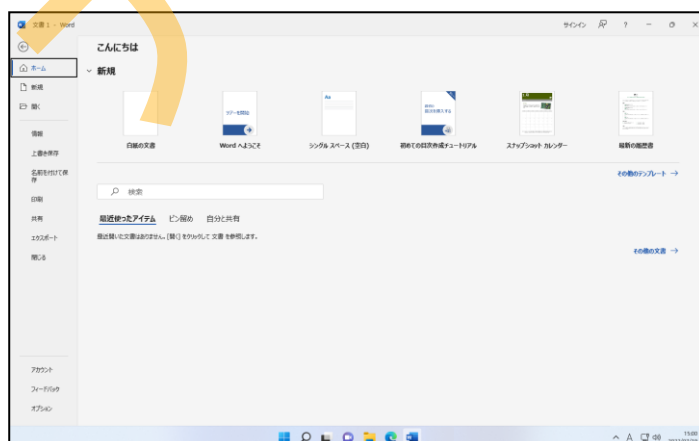 文書 1 - Word
サインイン
?
こんにちは
ホーム
新規
開く
情報
上書き保存
名前を付けて保存
印刷
共有
エクスポート
閉じる
アカウント
フィードバック
オプション
新規
白紙の文書
ツアーを開始
Word へようこそ
Aa
シングル スペース (空白)
初めての目次作成チュートリアル
スナップショット カレンダー
最新の履歴書
その他のテンプレート →
検索
最近使ったアイテム ピン留め 自分と共有
最近開いた文書はありません。[開く] をクリックして 文書 を参照します。
その他の文書 →
A
15:00